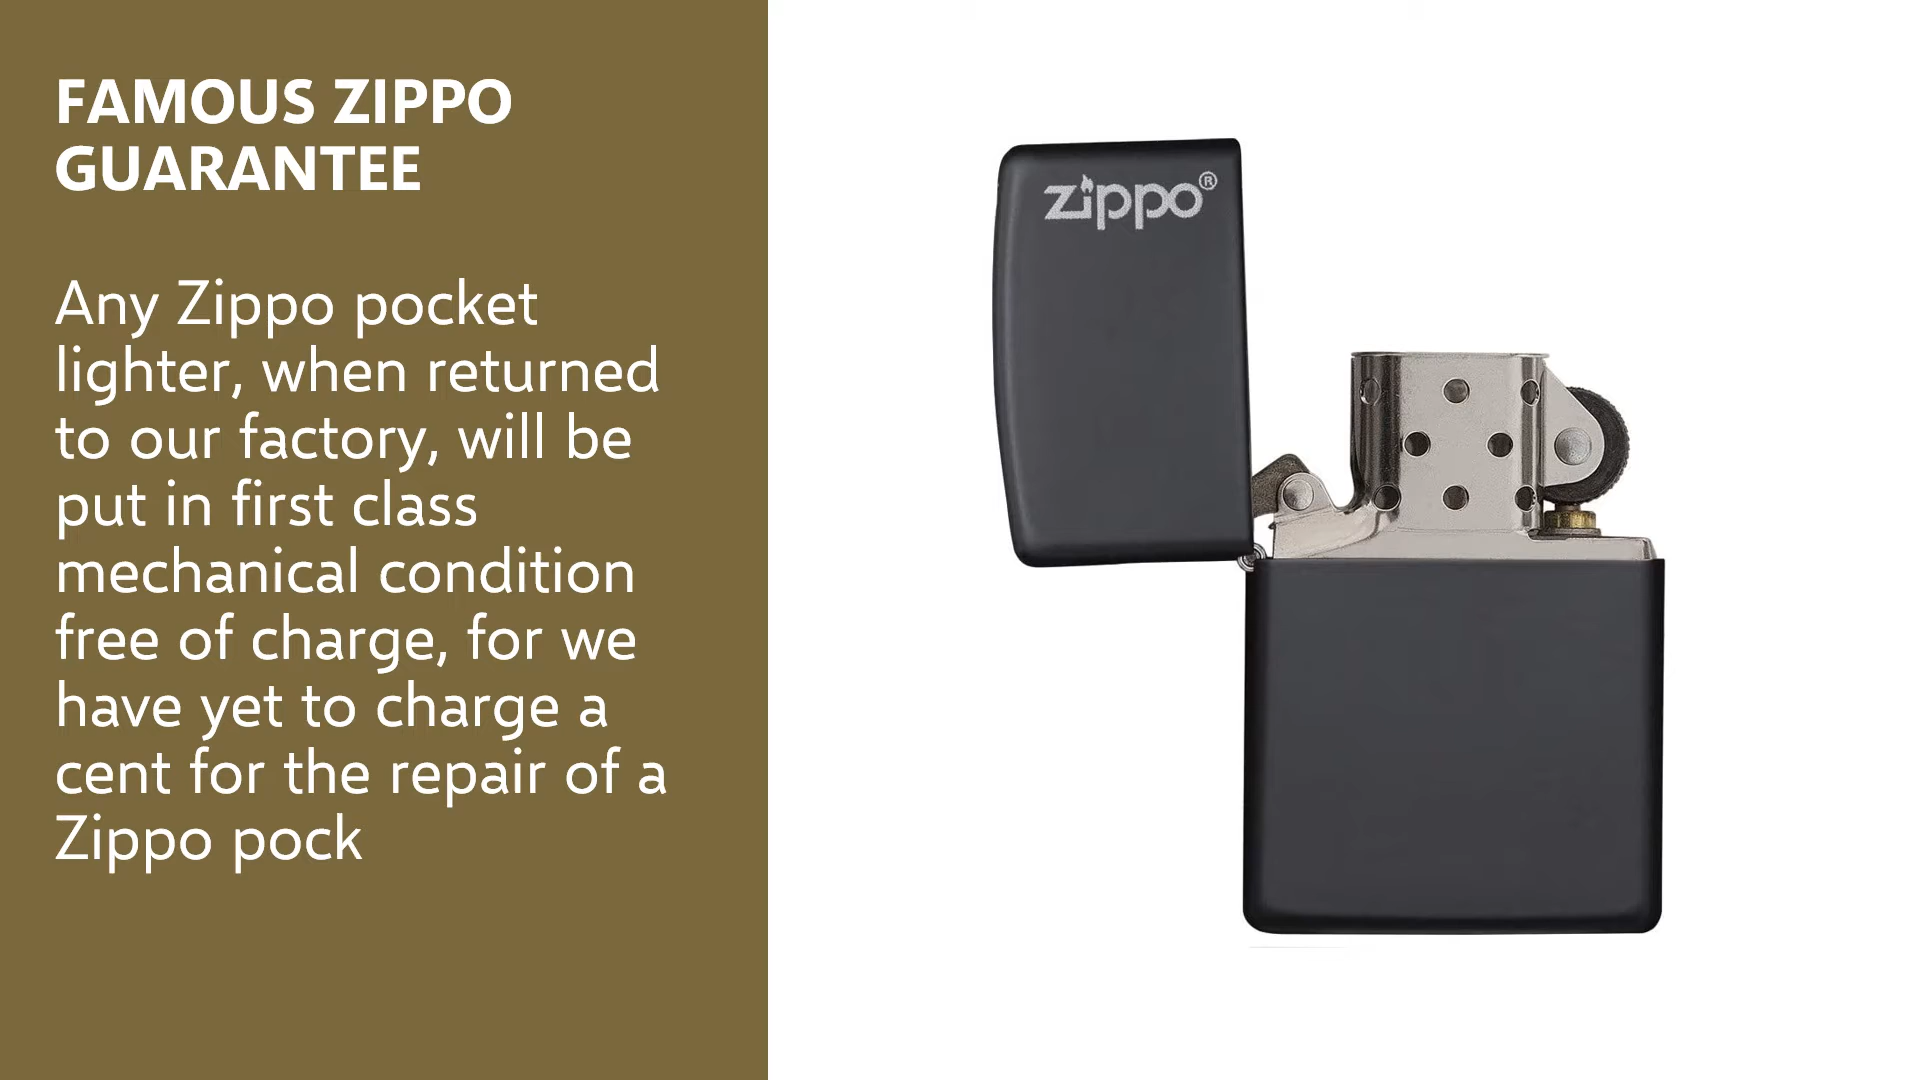 FAMOUS ZIPPO
GUARANTEE
Any Zippo pocket
lighter, when returned
to our factory, will be
put in first class
mechanical condition
free of charge, for we
have yet to charge a
cent for the repair of a
Zippo pock
zippo®